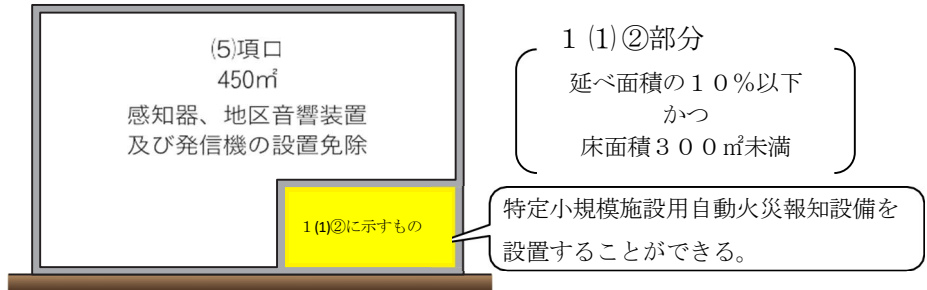 ⑸項ロ
450㎡
感知器、地区音響装置
及び発信機の設置免除
1⑴②に示すもの
1⑴②部分
延べ面積の10%以下
かつ
床面積300㎡未満
特定小規模施設用自動火災報知設備を
設置することができる。